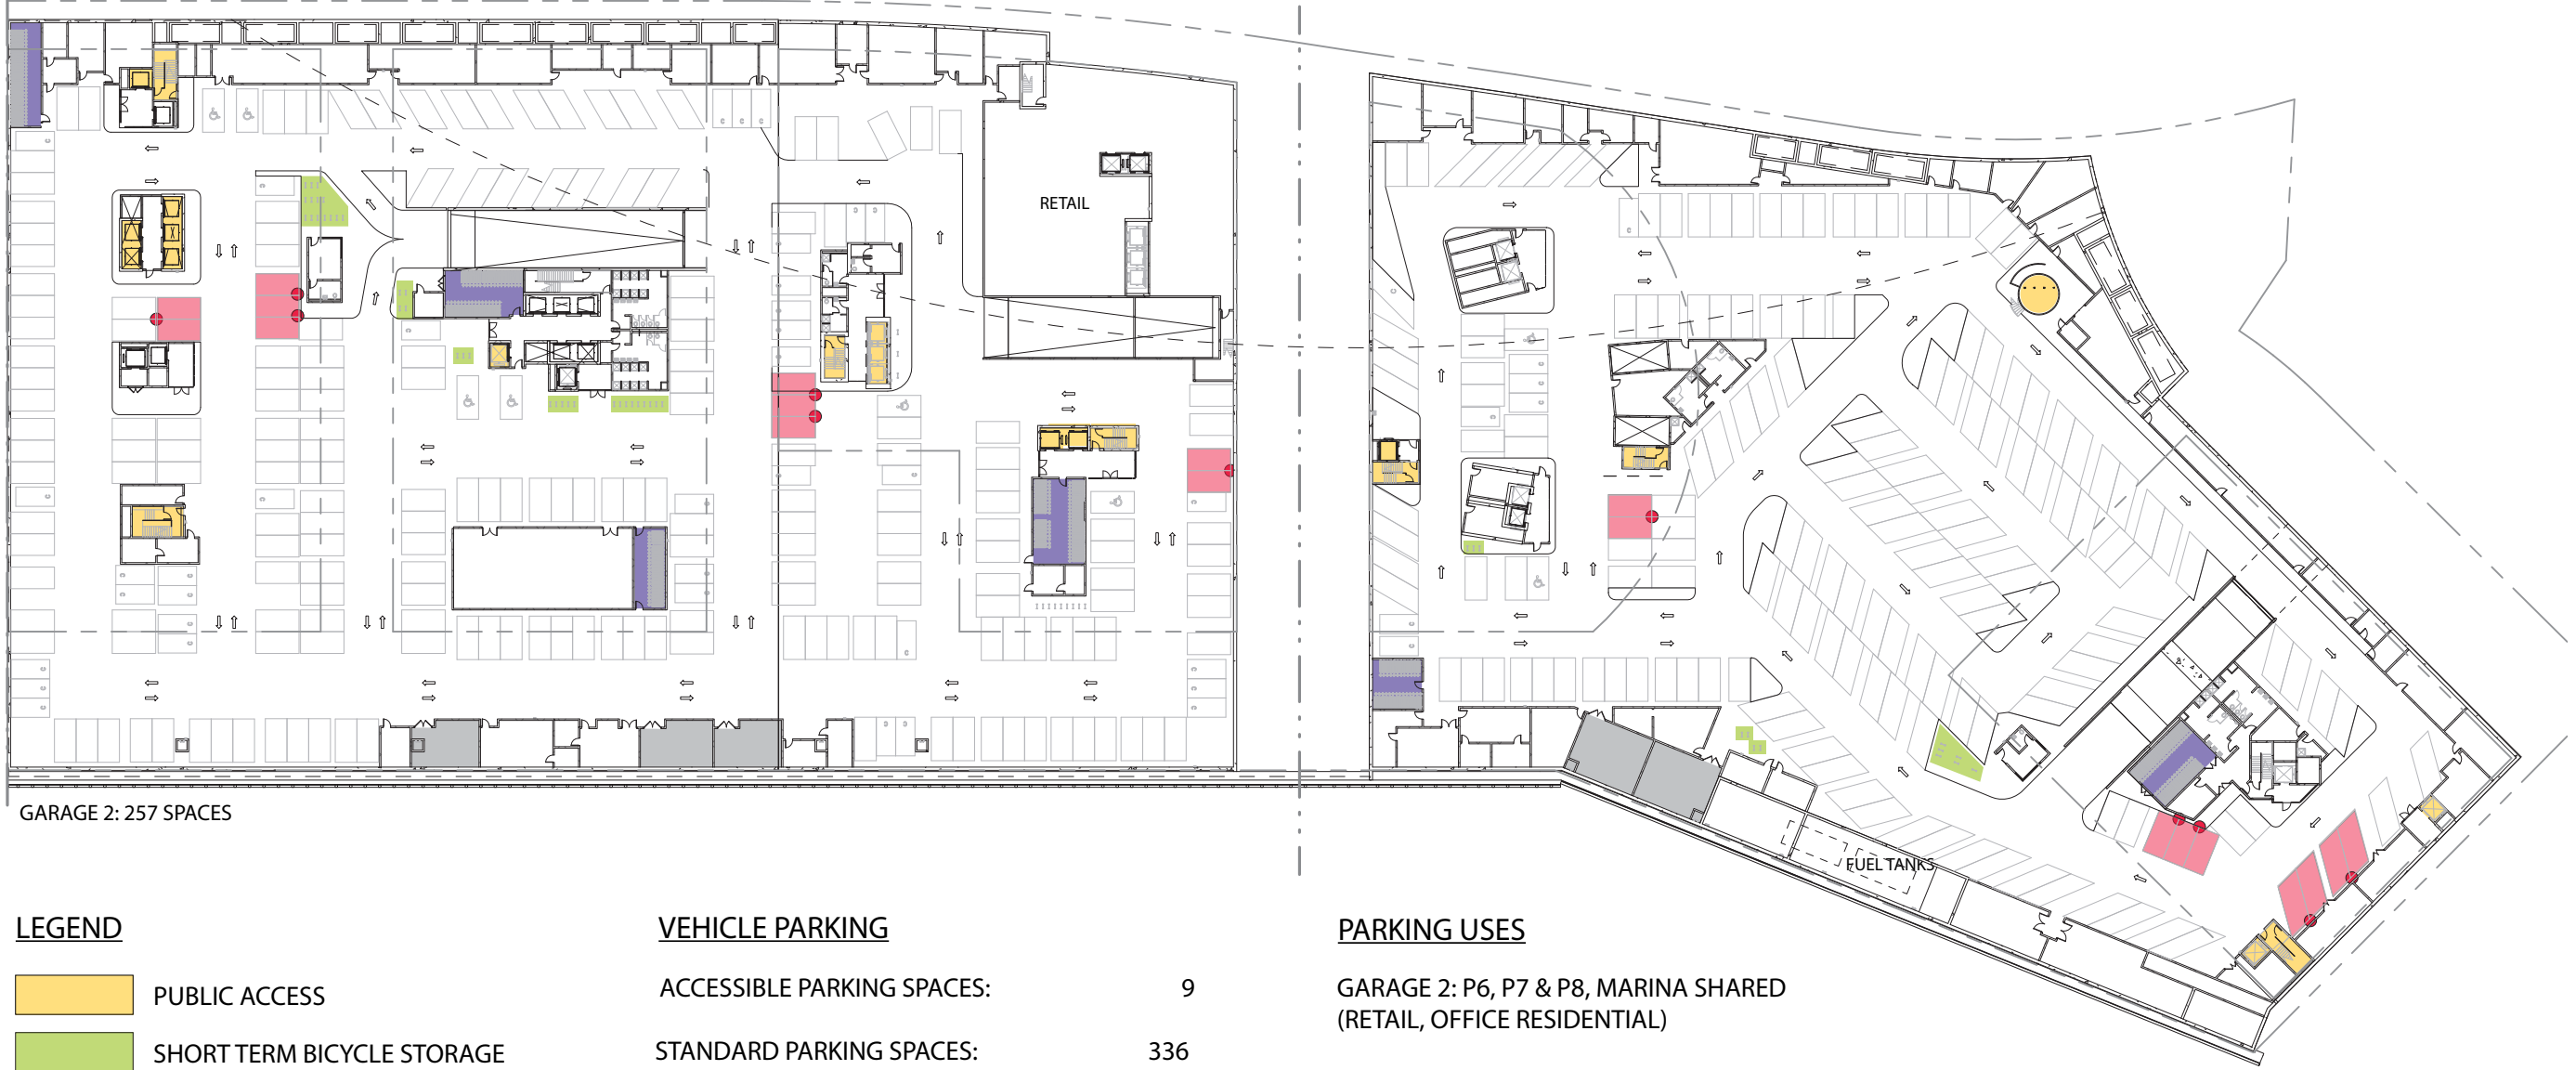 RETAIL
FUEL TANKS
GARAGE 2: 257 SPACES
LEGEND
PUBLIC ACCESS
SHORT TERM BICYCLE STORAGE
VEHICLE PARKING
ACCESSIBLE PARKING SPACES: 9
STANDARD PARKING SPACES: 336
PARKING USES
GARAGE 2: P6, P7 & P8, MARINA SHARED
(RETAIL, OFFICE RESIDENTIAL)